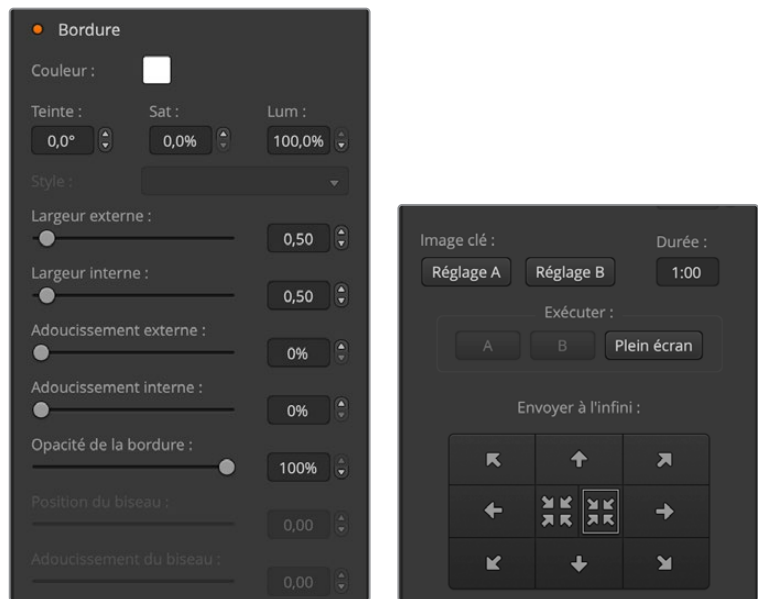 Bordure
Couleur :
Teinte : Sat : Lum :
0,0° 0,0% 100,0%
Style :
Largeur externe :
0,50
Largeur interne :
0,50
Adoucissement externe :
0%
Adoucissement interne :
0%
Opacité de la bordure :
100%
Position du biseau :
0,00
Adoucissement du biseau :
0,00
Image clé : Durée :
Réglage A Réglage B 1:00
Exécuter :
A B Plein écran
Envoyer à l'infini :